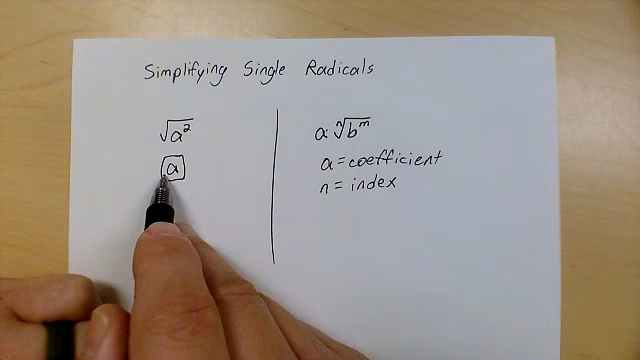 Simplifying Single Radicals
√a²
a
a·ⁿ√bᵐ
a = coefficient
n = index